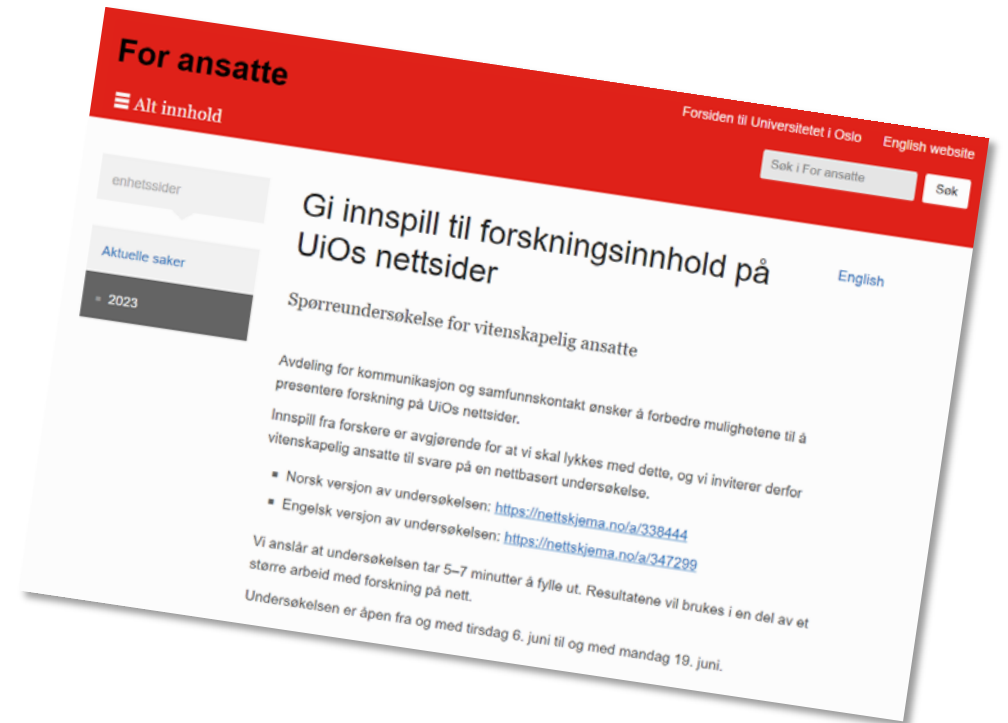 For ansatte
Alt innhold
Forsiden til Universitetet i Oslo English website
Søk i For ansatte Søk
enhetssider
Aktuelle saker
2023
Gi innspill til forskningsinnhold på
UiOs nettsider
English
Spørreundersøkelse for vitenskapelig ansatte
Avdeling for kommunikasjon og samfunnskontakt ønsker å forbedre mulighetene til å
presentere forskning på UiOs nettsider.
Innspill fra forskere er avgjørende for at vi skal lykkes med dette, og vi inviterer derfor
vitenskapelig ansatte til svare på en nettbasert undersøkelse.
Norsk versjon av undersøkelsen: https://nettskjema.no/a/338444
Engelsk versjon av undersøkelsen: https://nettskjema.no/a/347299
Vi anslår at undersøkelsen tar 5–7 minutter å fylle ut. Resultatene vil brukes i en del av et
større arbeid med forskning på nett.
Undersøkelsen er åpen fra og med tirsdag 6. juni til og med mandag 19. juni.